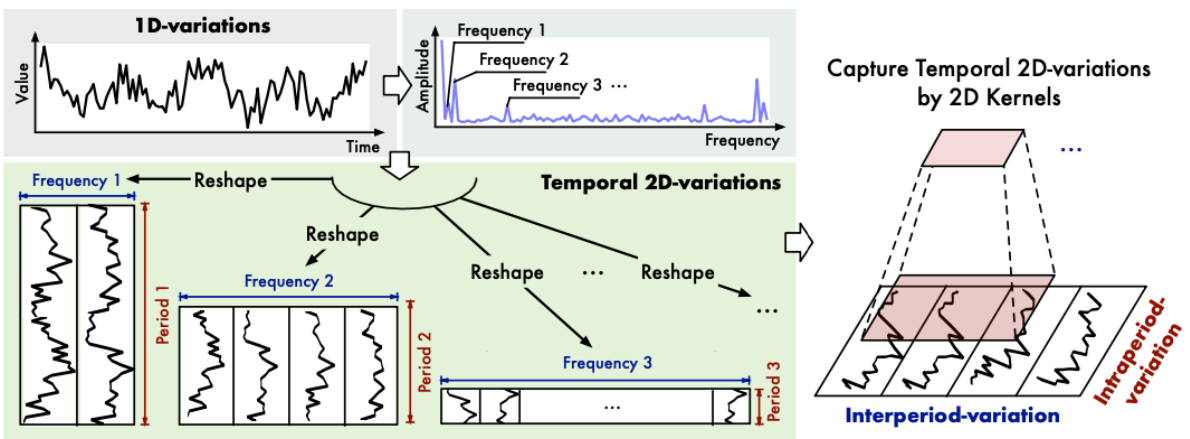 1D-variations
Value
Time
Amplitude
Frequency 1
Frequency 2
Frequency 3 ...
Frequency
Temporal 2D-variations
Reshape
Reshape
Reshape
...
Reshape
...
Frequency 1
Period 1
Frequency 2
Period 2
Frequency 3
...
Period 3
Capture Temporal 2D-variations
by 2D Kernels
...
Interperiod-variation
Intraperiod-
variation